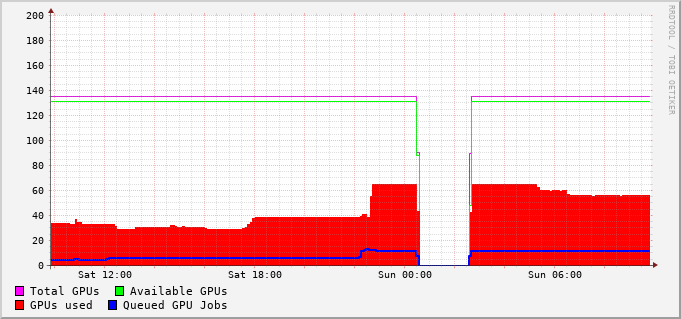 200
180
160
140
120
100
80
60
40
20
0
Sat 12:00 Sat 18:00 Sun 00:00 Sun 06:00
Total GPUs Available GPUs
GPUs used Queued GPU Jobs
RRDTOOL / TOBI OETIKER